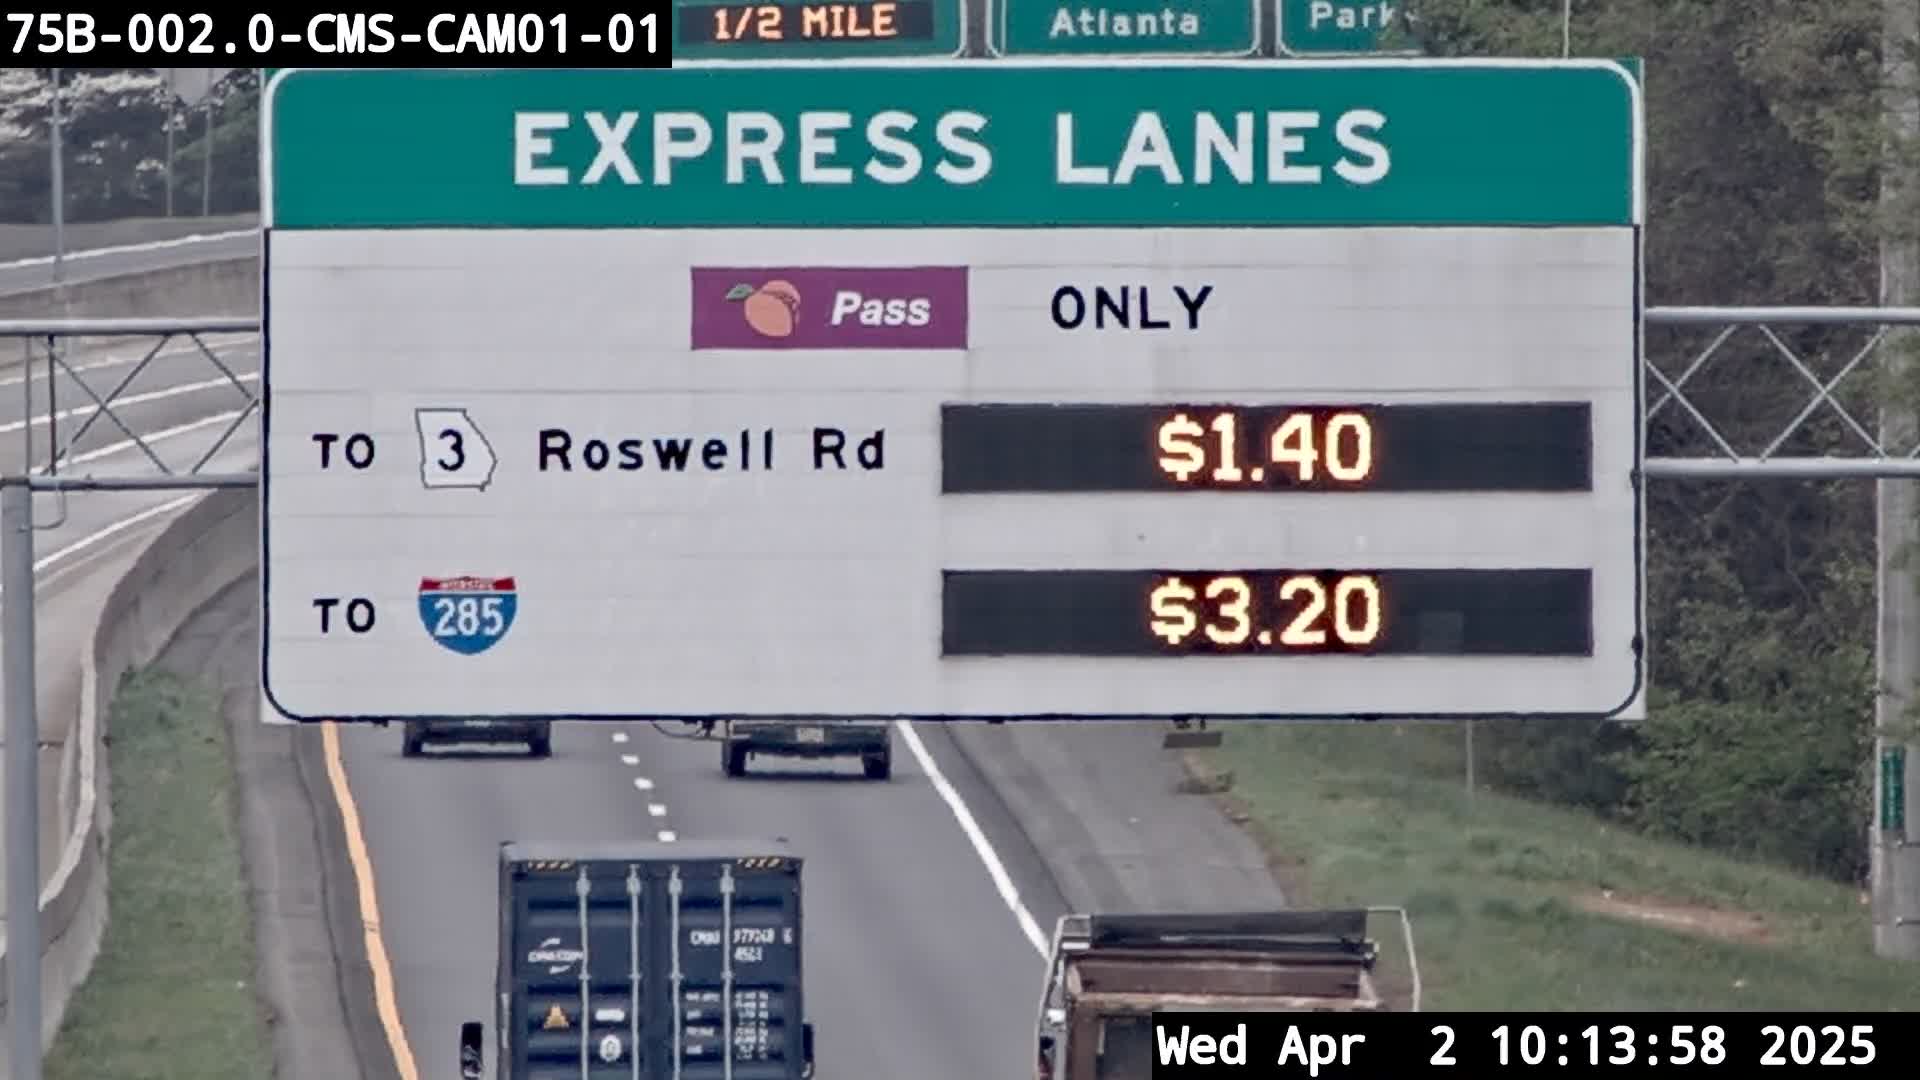 75B-002.0-CMS-CAM01-01
1/2 MILE
Atlanta
EXPRESS LANES
Pass ONLY
TO 3 Roswell Rd $1.40
TO 285 $3.20
Wed Apr 2 10:13:58 2025